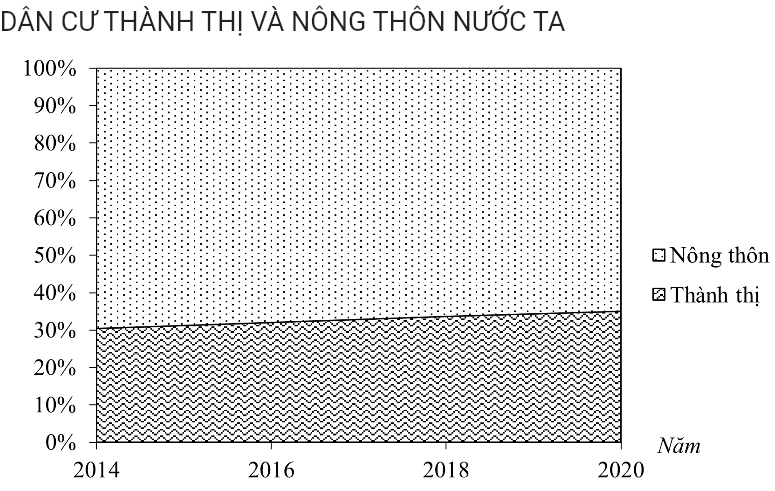 DÂN CƯ THÀNH THỊ VÀ NÔNG THÔN NƯỚC TA
100%
90%
80%
70%
60%
50%
40%
30%
20%
10%
0%
Nông thôn
Thành thị
Năm
2014 2016 2018 2020